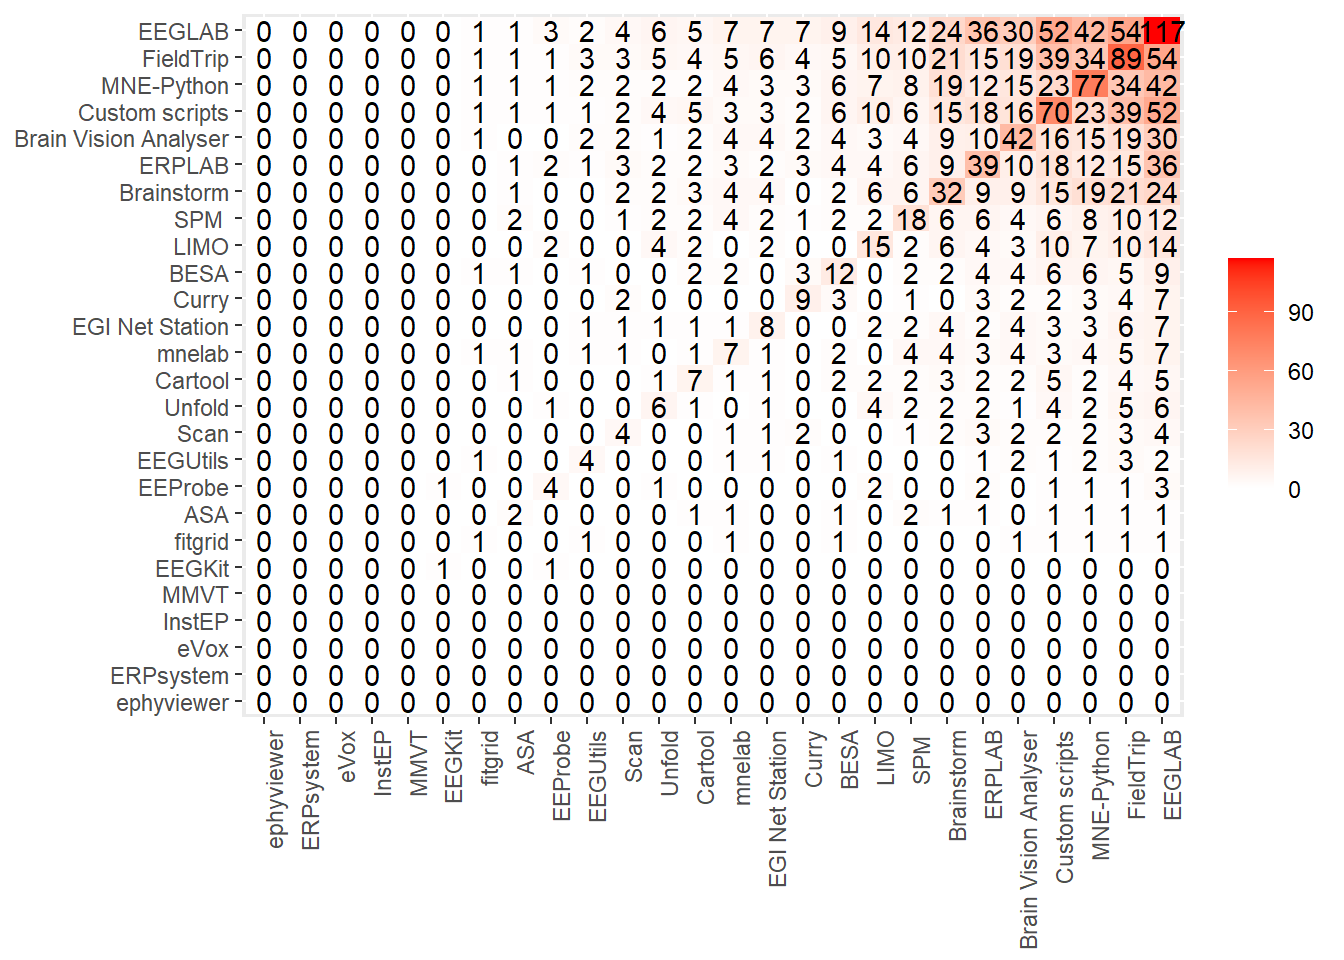 EEGLAB 0 0 0 0 0 0 1 1 3 2 4 6 5 7 7 7 9 14 12 24 36 30 52 42 54 117
FieldTrip 0 0 0 0 0 0 1 1 1 3 3 5 4 5 6 4 5 10 10 21 15 19 39 34 89 54
MNE-Python 0 0 0 0 0 0 1 1 1 2 2 2 2 4 3 3 6 7 8 19 12 15 23 77 34 42
Custom scripts 0 0 0 0 0 0 1 1 1 1 2 4 5 3 3 2 6 10 6 15 18 16 70 23 39 52
Brain Vision Analyser 0 0 0 0 0 0 1 0 0 2 2 1 2 4 4 2 4 3 4 9 10 42 16 15 19 30
ERPLAB 0 0 0 0 0 0 0 1 2 1 3 2 2 3 2 3 4 4 6 9 39 10 18 12 15 36
Brainstorm 0 0 0 0 0 0 0 1 0 0 2 2 3 4 4 0 2 6 6 32 9 9 15 19 21 24
SPM 0 0 0 0 0 0 0 2 0 0 1 2 2 4 2 1 2 2 18 6 6 4 6 8 10 12
LIMO 0 0 0 0 0 0 0 0 2 0 0 4 2 0 2 0 0 15 2 6 4 3 10 7 10 14
BESA 0 0 0 0 0 0 1 1 0 1 0 0 2 2 0 3 12 0 2 2 4 4 6 6 5 9
Curry 0 0 0 0 0 0 0 0 0 0 2 0 0 0 0 9 3 0 1 0 3 2 2 3 4 7
EGI Net Station 0 0 0 0 0 0 0 0 0 1 1 1 1 1 8 0 0 2 2 4 2 4 3 3 6 7
mnelab 0 0 0 0 0 0 1 1 0 1 1 0 1 7 1 0 2 0 4 4 3 4 3 4 5 7
Cartool 0 0 0 0 0 0 0 1 0 0 0 1 7 1 1 0 2 2 2 3 2 2 5 2 4 5
Unfold 0 0 0 0 0 0 0 0 1 0 0 6 1 0 1 0 0 4 2 2 2 1 4 2 5 6
Scan 0 0 0 0 0 0 0 0 0 0 4 0 0 1 1 2 0 0 1 2 3 2 2 2 3 4
EEGUtils 0 0 0 0 0 0 1 0 0 4 0 0 0 1 1 0 1 0 0 0 1 2 1 2 3 2
EEProbe 0 0 0 0 0 1 0 0 4 0 0 1 0 0 0 0 0 2 0 0 2 0 1 1 1 3
ASA 0 0 0 0 0 0 0 2 0 0 0 0 1 1 0 0 1 0 2 1 1 0 1 1 1 1
fitgrid 0 0 0 0 0 0 1 0 0 1 0 0 0 1 0 0 1 0 0 0 0 1 1 1 1 1
EEGKit 0 0 0 0 0 1 0 0 1 0 0 0 0 0 0 0 0 0 0 0 0 0 0 0 0 0
MMVT 0 0 0 0 0 0 0 0 0 0 0 0 0 0 0 0 0 0 0 0 0 0 0 0 0 0
InstEP 0 0 0 0 0 0 0 0 0 0 0 0 0 0 0 0 0 0 0 0 0 0 0 0 0 0
eVox 0 0 0 0 0 0 0 0 0 0 0 0 0 0 0 0 0 0 0 0 0 0 0 0 0 0
ERPsystem 0 0 0 0 0 0 0 0 0 0 0 0 0 0 0 0 0 0 0 0 0 0 0 0 0 0
ephyviewer 0 0 0 0 0 0 0 0 0 0 0 0 0 0 0 0 0 0 0 0 0 0 0 0 0 0
ephyviewer
ERPsystem
eVox
InstEP
MMVT
EEGKit
fitgrid
ASA
EEProbe
EEGUtils
Scan
Unfold
Cartool
mnelab
EGI Net Station
Curry
BESA
LIMO
SPM
Brainstorm
ERPLAB
Brain Vision Analyser
Custom scripts
MNE-Python
FieldTrip
EEGLAB
90
60
30
0